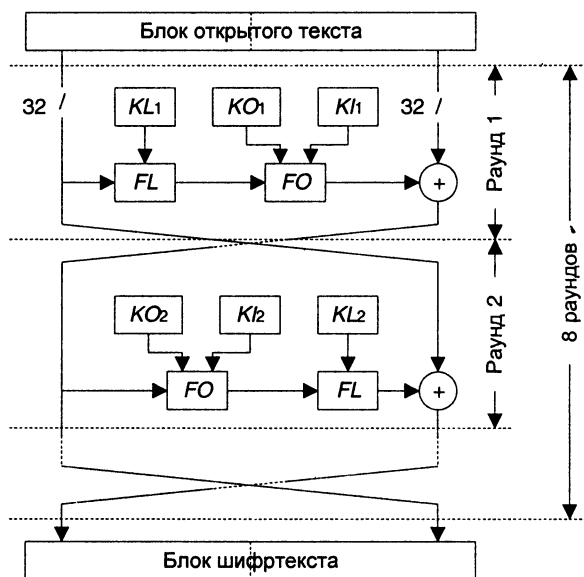 Блок открытого текста
32
KL1
KO1
KI1
32
FL
FO
+
Раунд 1
KO2
KI2
KL2
FO
FL
+
Раунд 2
8 раундов
Блок шифртекста